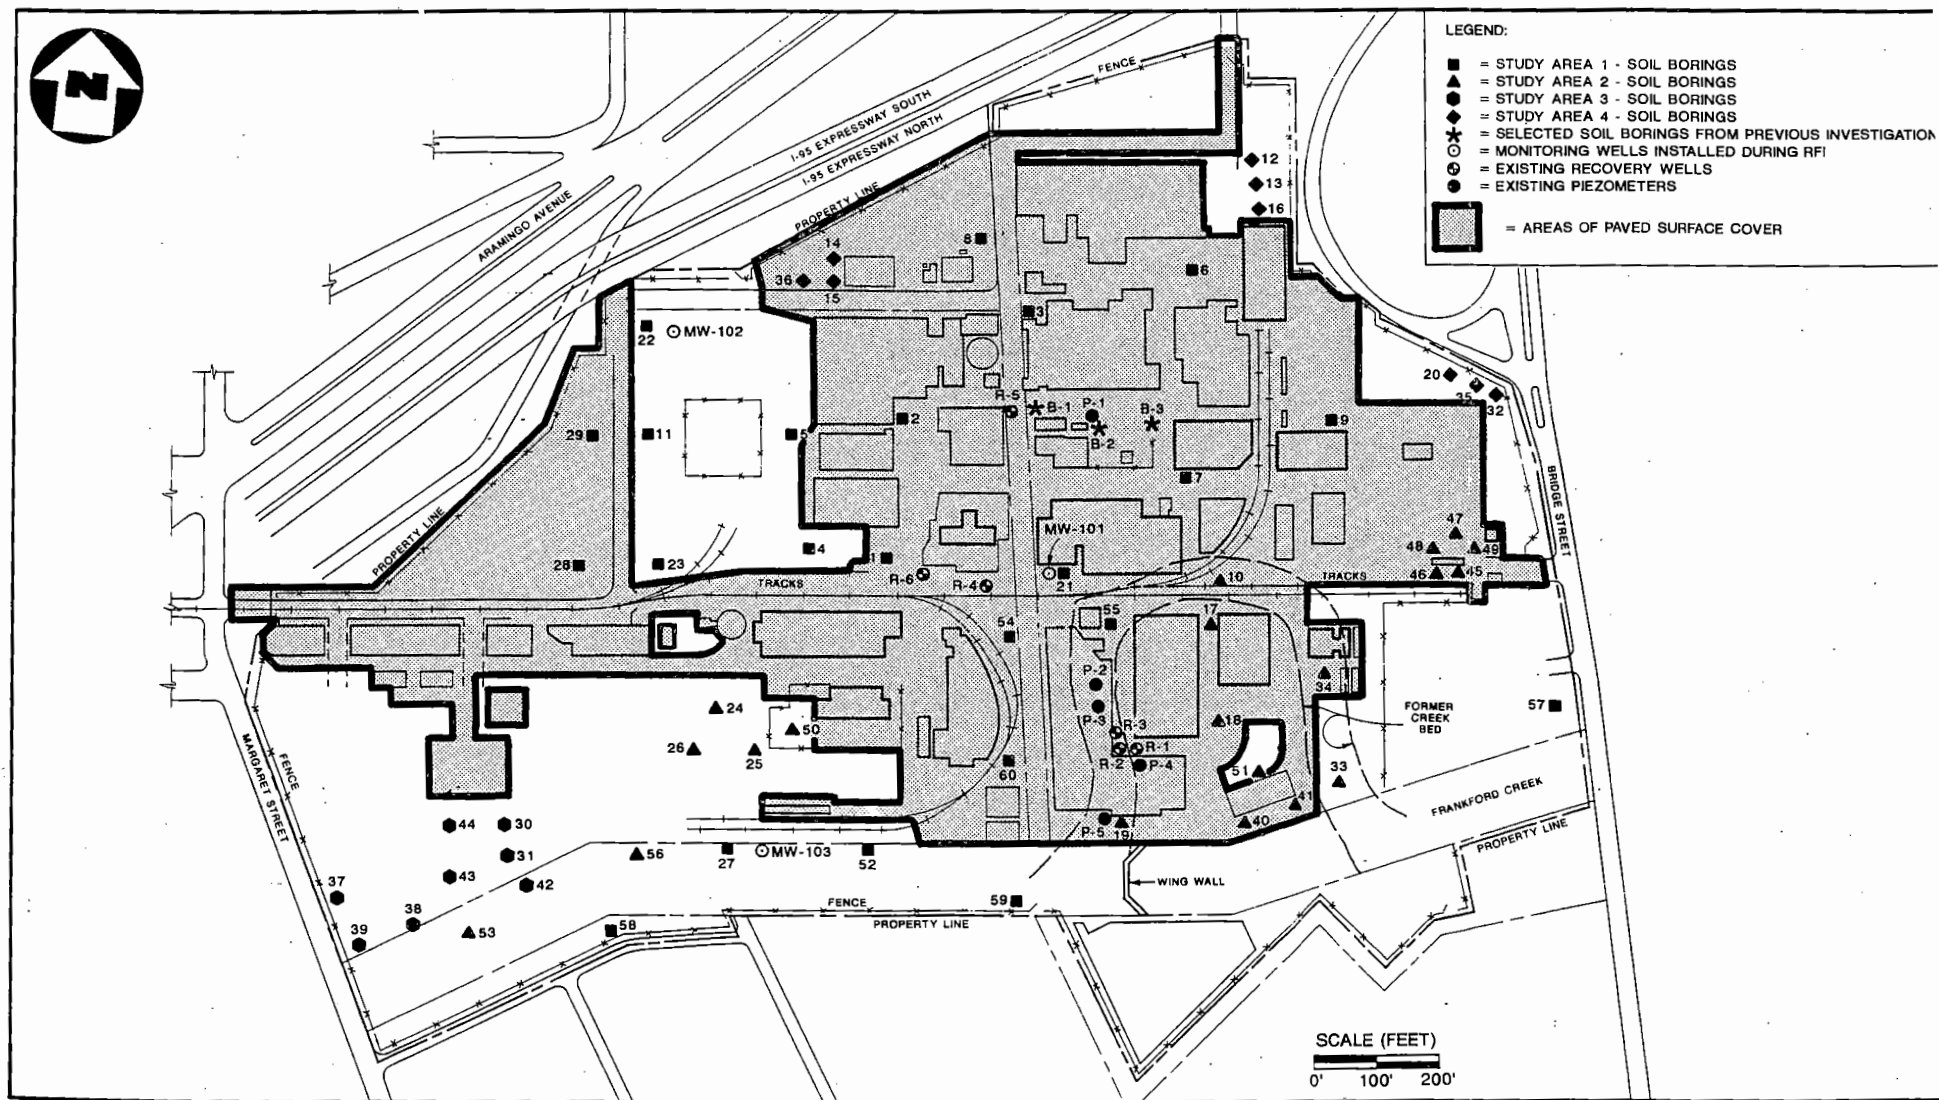 N
LEGEND:
= STUDY AREA 1 - SOIL BORINGS
= STUDY AREA 2 - SOIL BORINGS
= STUDY AREA 3 - SOIL BORINGS
= STUDY AREA 4 - SOIL BORINGS
= SELECTED SOIL BORINGS FROM PREVIOUS INVESTIGATION
= MONITORING WELLS INSTALLED DURING RFI
= EXISTING RECOVERY WELLS
= EXISTING PIEZOMETERS
= AREAS OF PAVED SURFACE COVER
FENCE
I-95 EXPRESSWAY SOUTH
I-95 EXPRESSWAY NORTH
ARAMINGO AVENUE
PROPERTY LINE
12
13
16
14
8
36
15
6
3
22
MW-102
20
35
32
R-5
B-1
P-1
B-3
2
B-2
9
29
11
5
7
BRIDGE STREET
PROPERTY LINE
MW-101
47
48
49
4
1
28
23
TRACKS
R-6
R-4
21
10
TRACKS
46
45
54
55
17
P-2
34
P-3
24
50
26
25
R-3
18
R-1
R-2
P-4
60
51
FORMER
CREEK
BED
57
33
41
FENCE
MARGARET STREET
FRANKFORD CREEK
PROPERTY LINE
44
30
31
56
27
MW-103
52
P-5
19
40
43
42
37
38
39
53
58
59
WING WALL
FENCE
PROPERTY LINE
SCALE (FEET)
0' 100' 200'